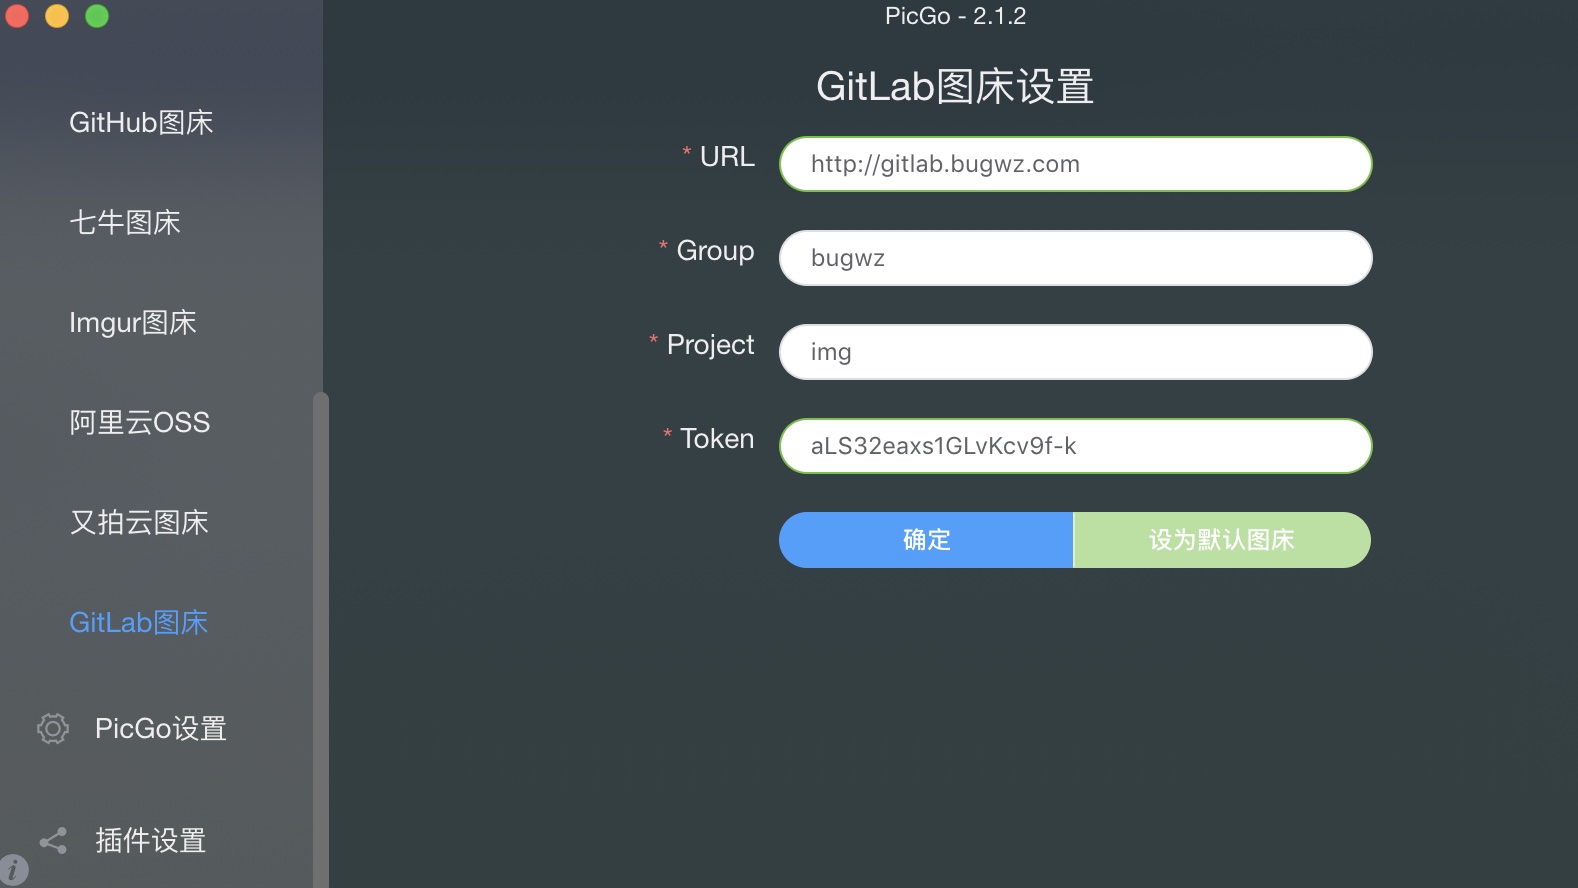 PicGo - 2.1.2
GitHub图床
七牛图床
Imgur图床
阿里云OSS
又拍云图床
GitLab图床
PicGo设置
插件设置
GitLab图床设置
* URL
http://gitlab.bugwz.com
* Group
bugwz
* Project
img
* Token
aLS32eaxs1GLvKcv9f-k
确定
设为默认图床